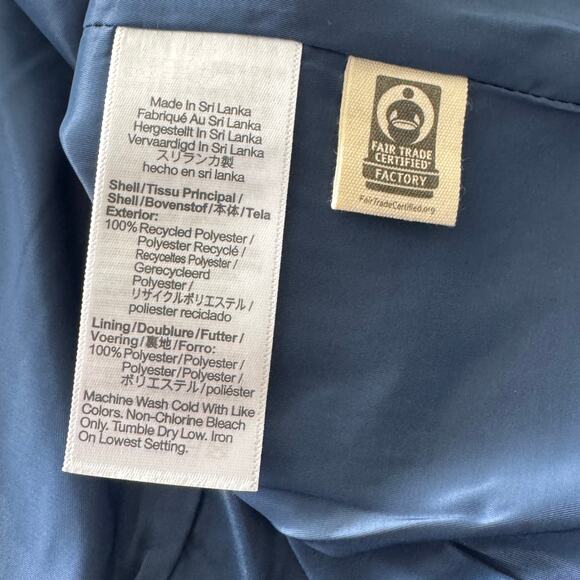 Made In Sri Lanka
Fabriqué Au Sri Lanka
Hergestellt In Sri Lanka
Vervaardigd In Sri Lanka
スリランカ製
hecho en sri lanka
Shell/Tissu Principal/
Shell/Bovenstof/本体/Tela
Exterior:
100% Recycled Polyester/
Polyester Recyclé/
Recyceltes Polyester/
Gerecycleerd
Polyester/
リサイクルポリエステル/
poliester reciclado
Lining/Doublure/Futter/
Voering/裏地/Forro:
100% Polyester/Polyester/
Polyester/Polyester/
ポリエステル/poliéster
Machine Wash Cold With Like
Colors. Non-Chlorine Bleach
Only. Tumble Dry Low. Iron
On Lowest Setting.
FAIR TRADE
CERTIFIED
FACTORY
FairTradeCertified.org